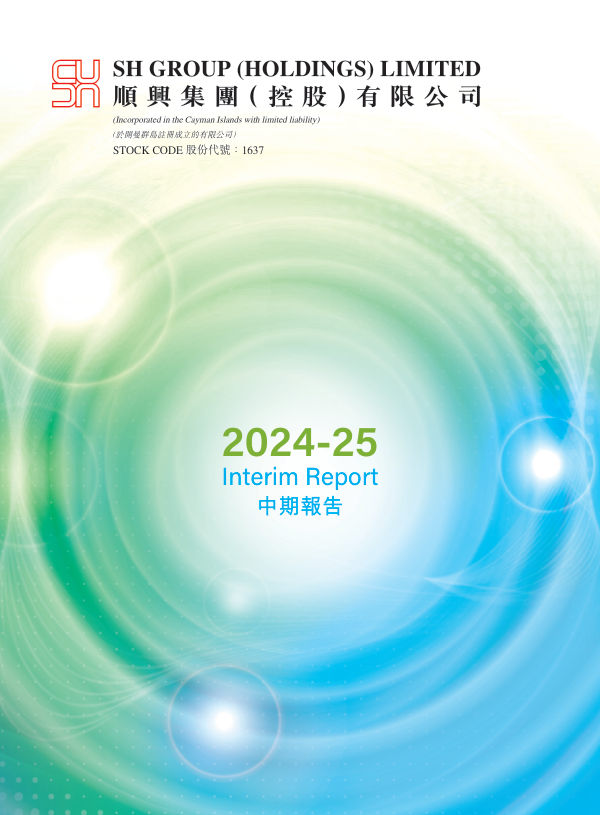 SH GROUP (HOLDINGS) LIMITED
順興集團(控股)有限公司
(Incorporated in the Cayman Islands with limited liability)
(於開曼群島註冊成立的有限公司)
STOCK CODE 股份代號：1637
2024-25
Interim Report
中期報告